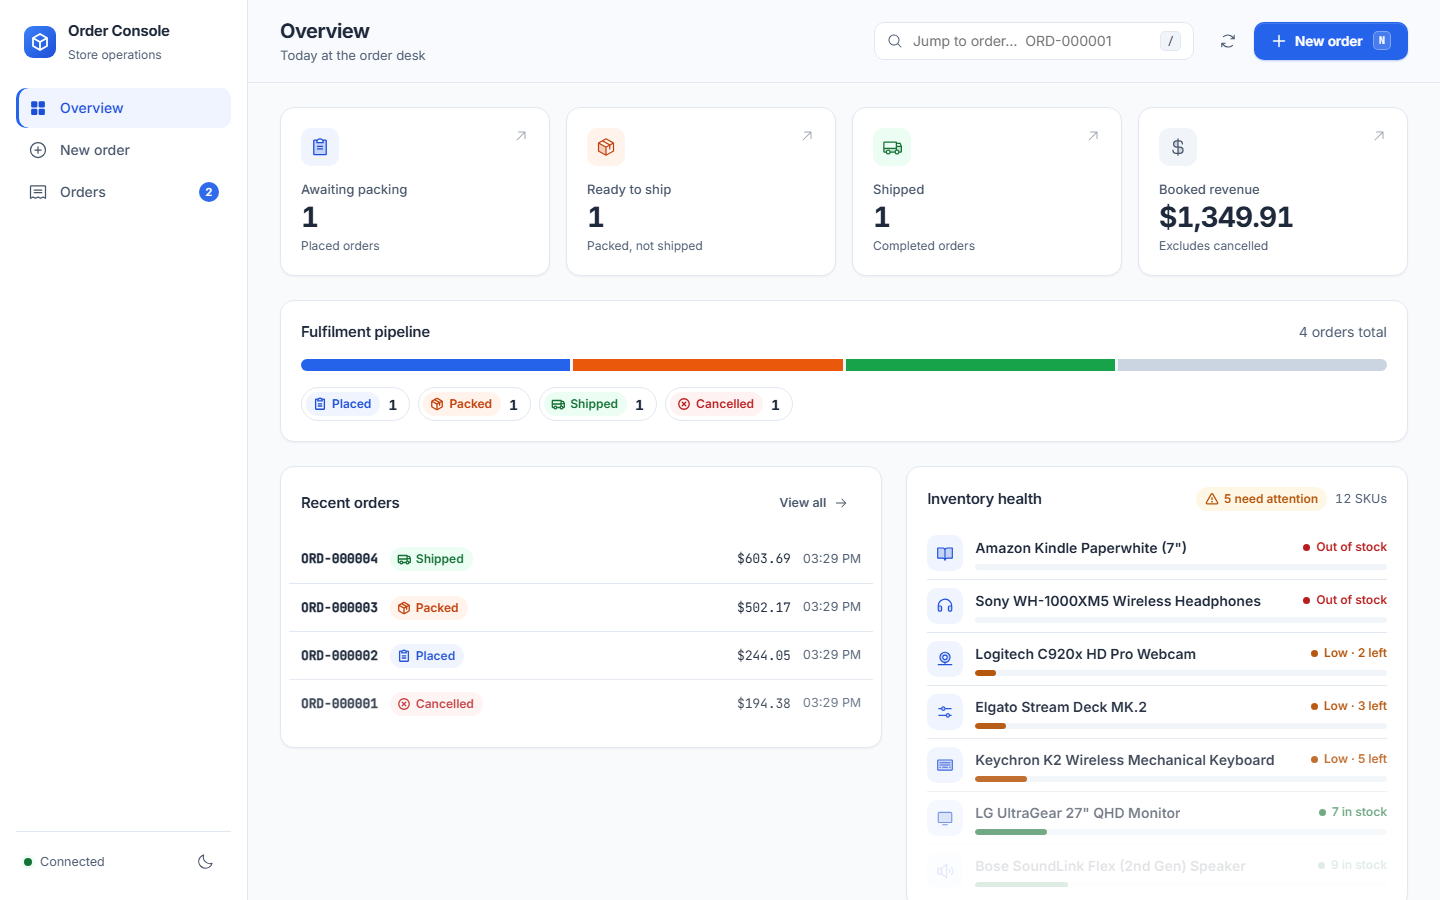 Order Console
Store operations
Overview
New order
Orders 2
Connected
Overview
Today at the order desk
Jump to order... ORD-000001 /
New order N
Awaiting packing
1
Placed orders
Ready to ship
1
Packed, not shipped
Shipped
1
Completed orders
Booked revenue
$1,349.91
Excludes cancelled
Fulfilment pipeline
4 orders total
Placed 1
Packed 1
Shipped 1
Cancelled 1
Recent orders
View all
ORD-000004 Shipped $603.69 03:29 PM
ORD-000003 Packed $502.17 03:29 PM
ORD-000002 Placed $244.05 03:29 PM
ORD-000001 Cancelled $194.38 03:29 PM
Inventory health
5 need attention 12 SKUs
Amazon Kindle Paperwhite (7") Out of stock
Sony WH-1000XM5 Wireless Headphones Out of stock
Logitech C920x HD Pro Webcam Low · 2 left
Elgato Stream Deck MK.2 Low · 3 left
Keychron K2 Wireless Mechanical Keyboard Low · 5 left
LG UltraGear 27" QHD Monitor 7 in stock
Bose SoundLink Flex (2nd Gen) Speaker 9 in stock